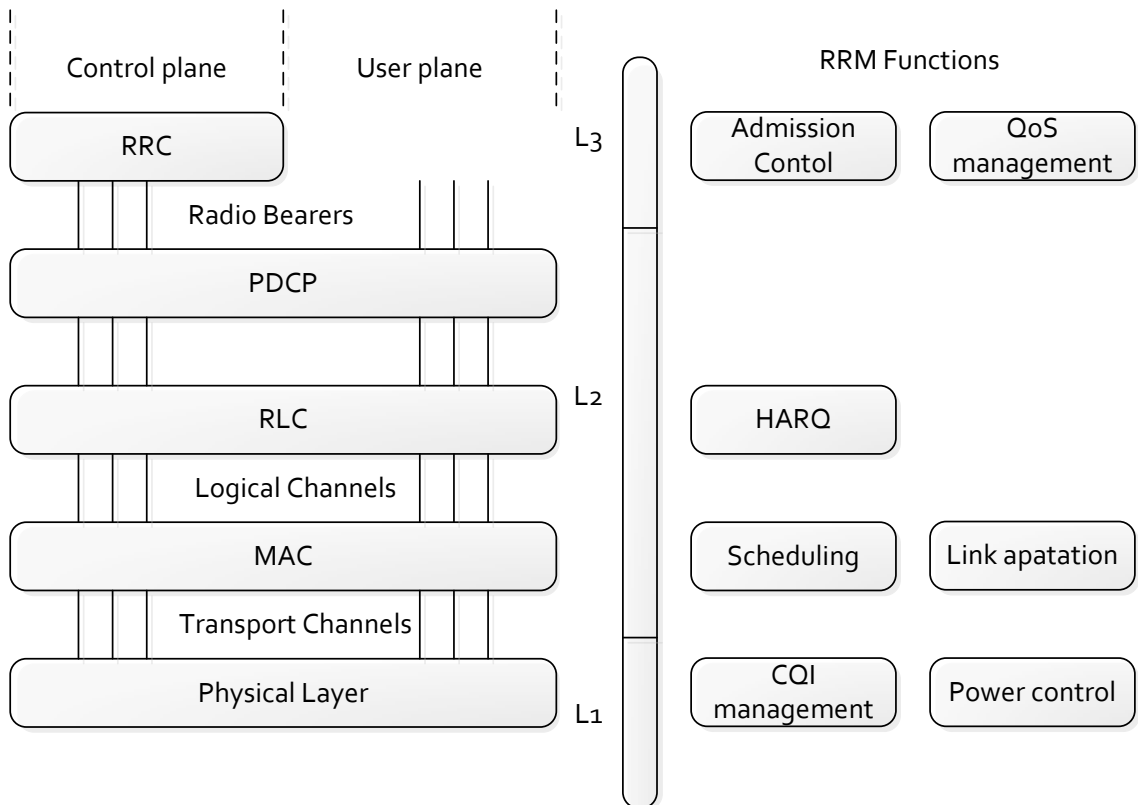 Control plane
User plane
RRM Functions
RRC
L3
Admission
Contol
QoS
management
Radio Bearers
PDCP
RLC
L2
HARQ
Logical Channels
MAC
Scheduling
Link apatation
Transport Channels
Physical Layer
L1
CQI
management
Power control